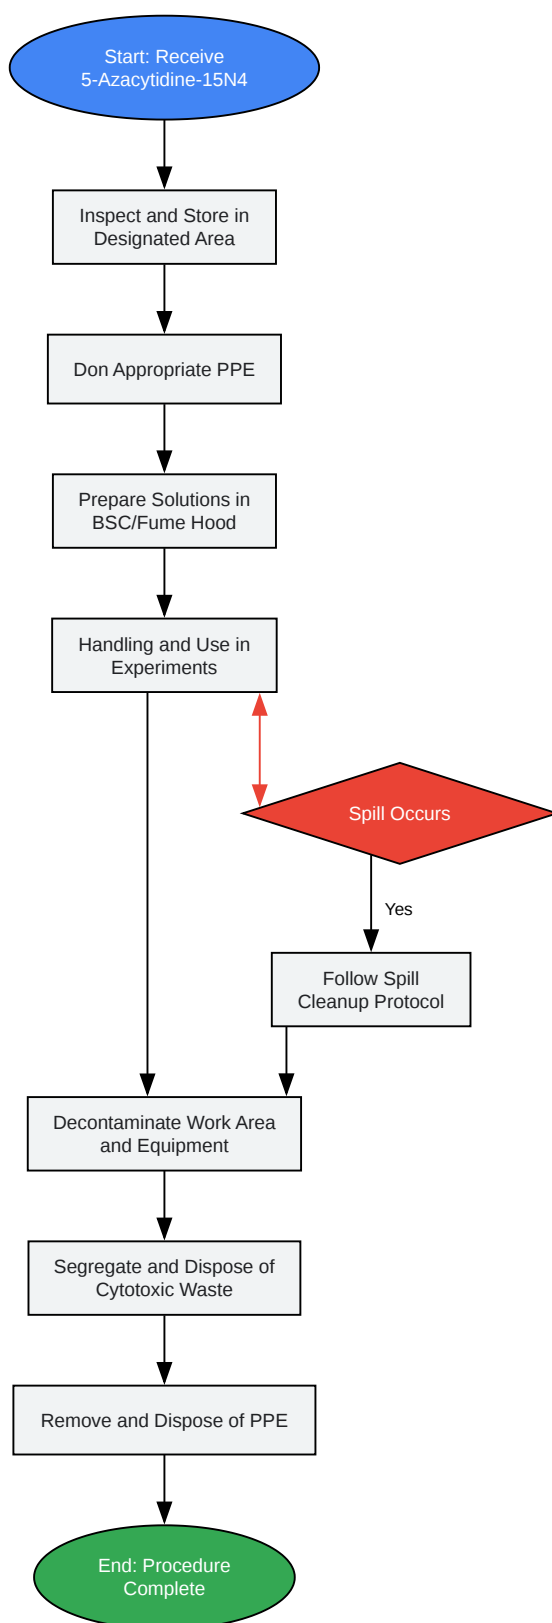 Start: Receive
5-Azacytidine-15N4
Inspect and Store in
Designated Area
Don Appropriate PPE
Prepare Solutions in
BSC/Fume Hood
Handling and Use in
Experiments
Spill Occurs
Yes
Follow Spill
Cleanup Protocol
Decontaminate Work Area
and Equipment
Segregate and Dispose of
Cytotoxic Waste
Remove and Dispose of PPE
End: Procedure
Complete